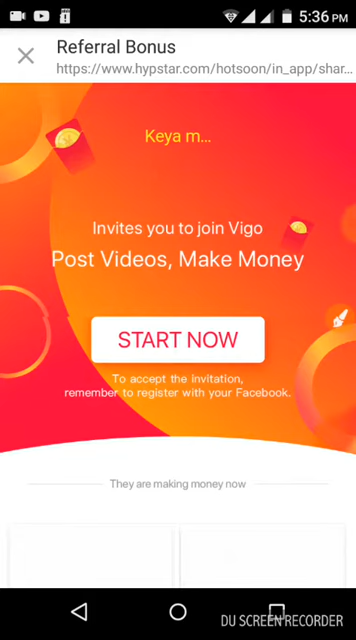 5:36 PM
Referral Bonus
https://www.hypstar.com/hotsoon/in_app/shar...
Keya m...
Invites you to join Vigo
Post Videos, Make Money
START NOW
To accept the invitation,
remember to register with your Facebook.
They are making money now
DU SCREEN RECORDER